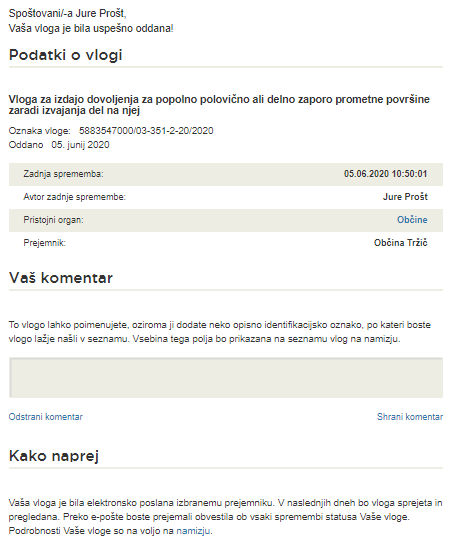 Spoštovani/-a Jure Prošt,
Vaša vloga je bila uspešno oddana!
Podatki o vlogi
Vloga za izdajo dovoljenja za popolno polovično ali delno zaporo prometne površine
zaradi izvajanja del na njej
Oznaka vloge: 5883547000/03-351-2-20/2020
Oddano 05. junij 2020
Zadnja sprememba: 05.06.2020 10:50:01
Avtor zadnje spremembe: Jure Prošt
Pristojni organ: Občine
Prejemnik: Občina Tržič
Vaš komentar
To vlogo lahko poimenujete, oziroma ji dodate neko opisno identifikacijsko oznako, po kateri boste
vlogo lažje našli v seznamu. Vsebina tega polja bo prikazana na seznamu vlog na namizju.
Odstrani komentar Shrani komentar
Kako naprej
Vaša vloga je bila elektronsko poslana izbranemu prejemniku. V naslednjih dneh bo vloga sprejeta in
pregledana. Preko e-pošte boste prejemali obvestila ob vsaki spremembi statusa Vaše vloge.
Podrobnosti Vaše vloge so na voljo na namizju.